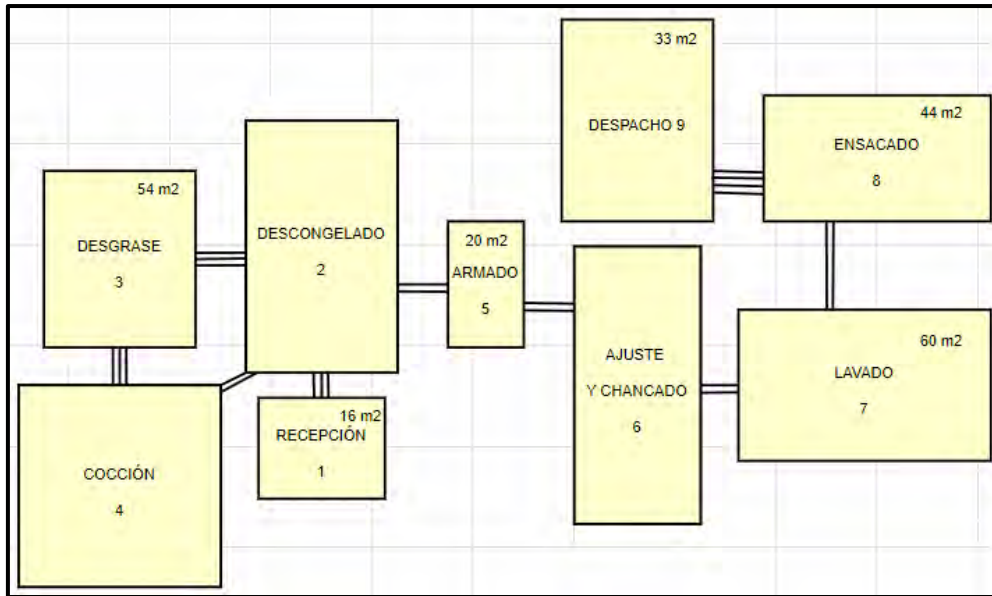 54 m2
DESGRASE
3
COCCIÓN
4
DESCONGELADO
2
16 m2
RECEPCIÓN
1
20 m2
ARMADO
5
33 m2
DESPACHO 9
AJUSTE
Y CHANCADO
6
44 m2
ENSACADO
8
60 m2
LAVADO
7